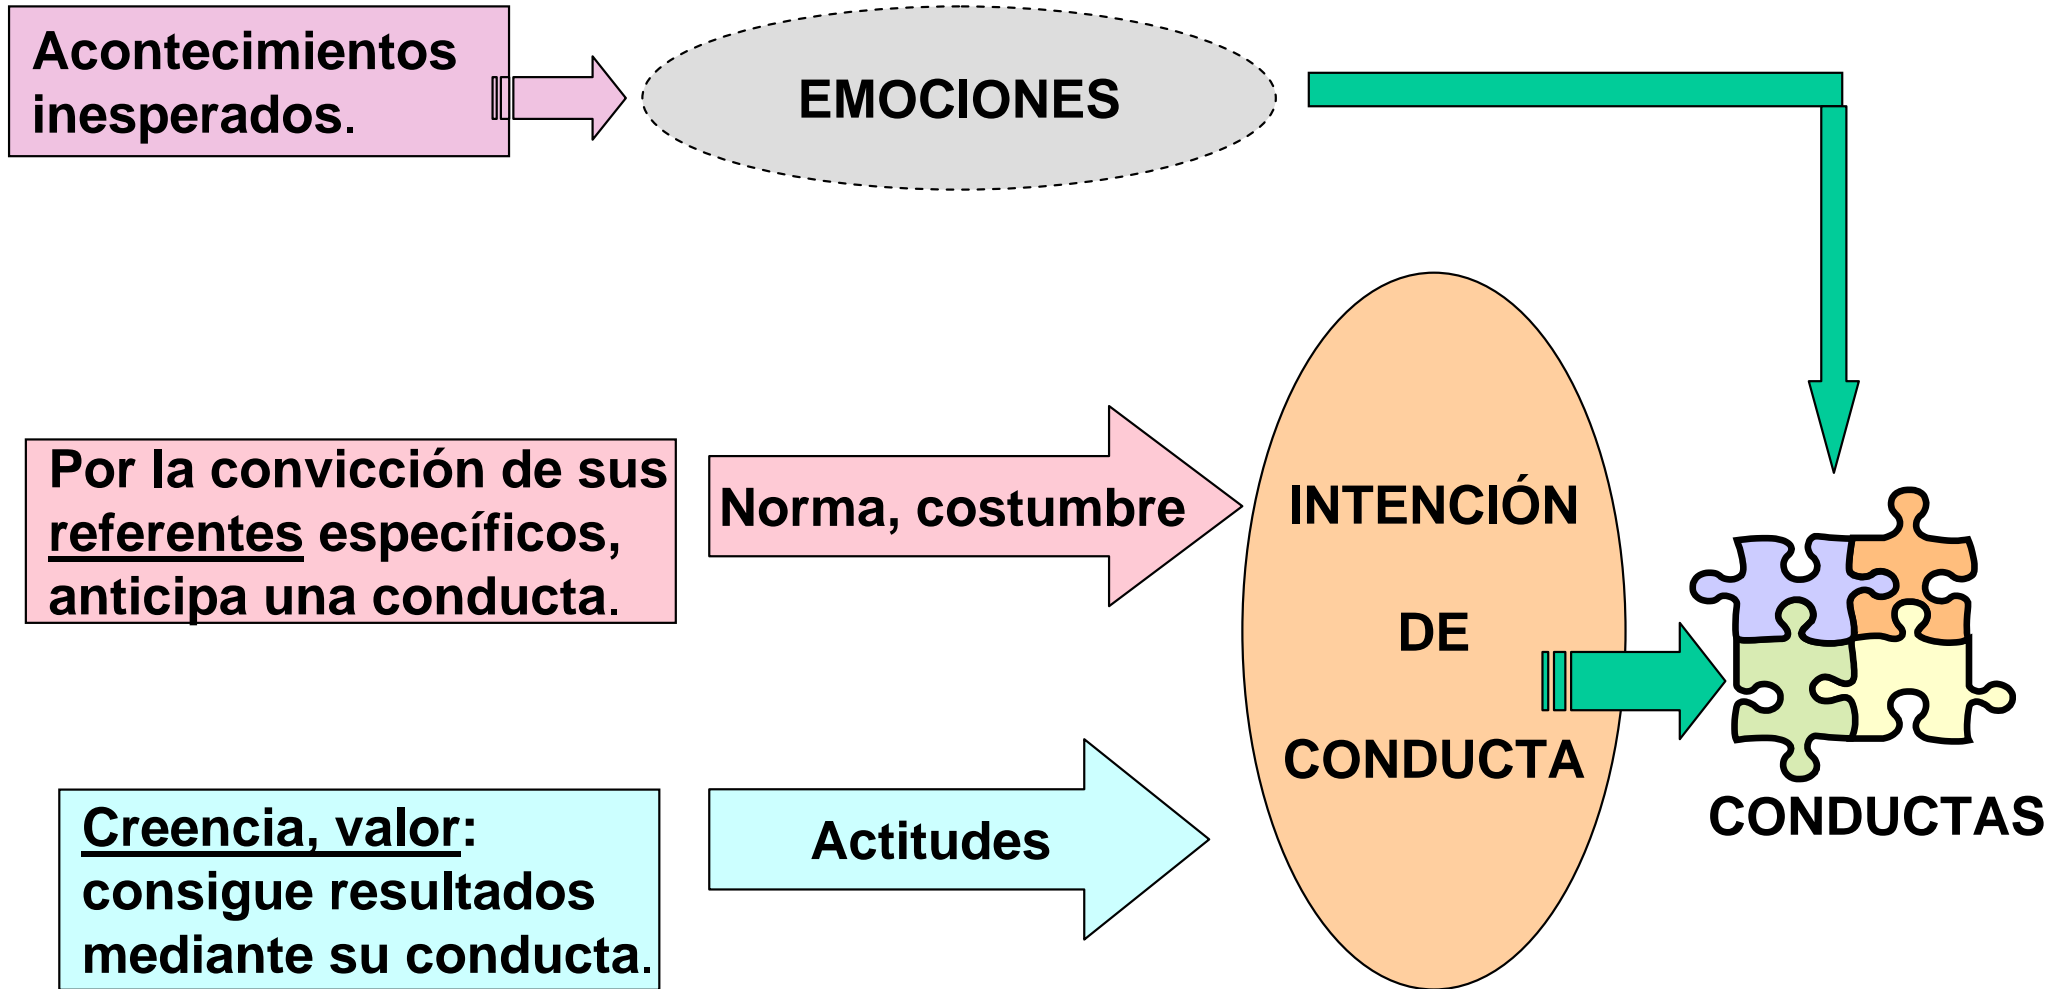 Acontecimientos
inesperados.
EMOCIONES
Por la convicción de sus
referentes específicos,
anticipa una conducta.
Norma, costumbre
INTENCIÓN
DE
CONDUCTA
Creencia, valor:
consigue resultados
mediante su conducta.
Actitudes
CONDUCTAS